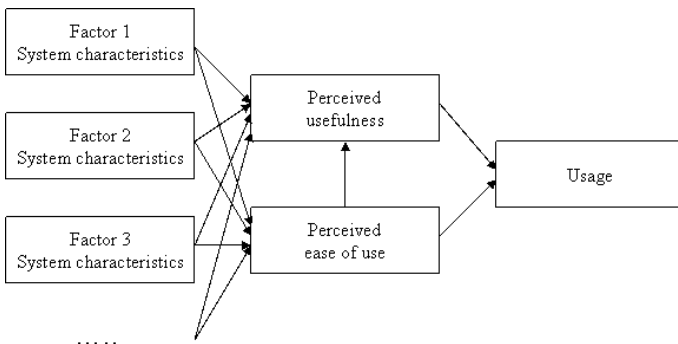 Factor 1
System characteristics
Perceived
usefulness
Factor 2
System characteristics
Usage
Factor 3
System characteristics
Perceived
ease of use
.....